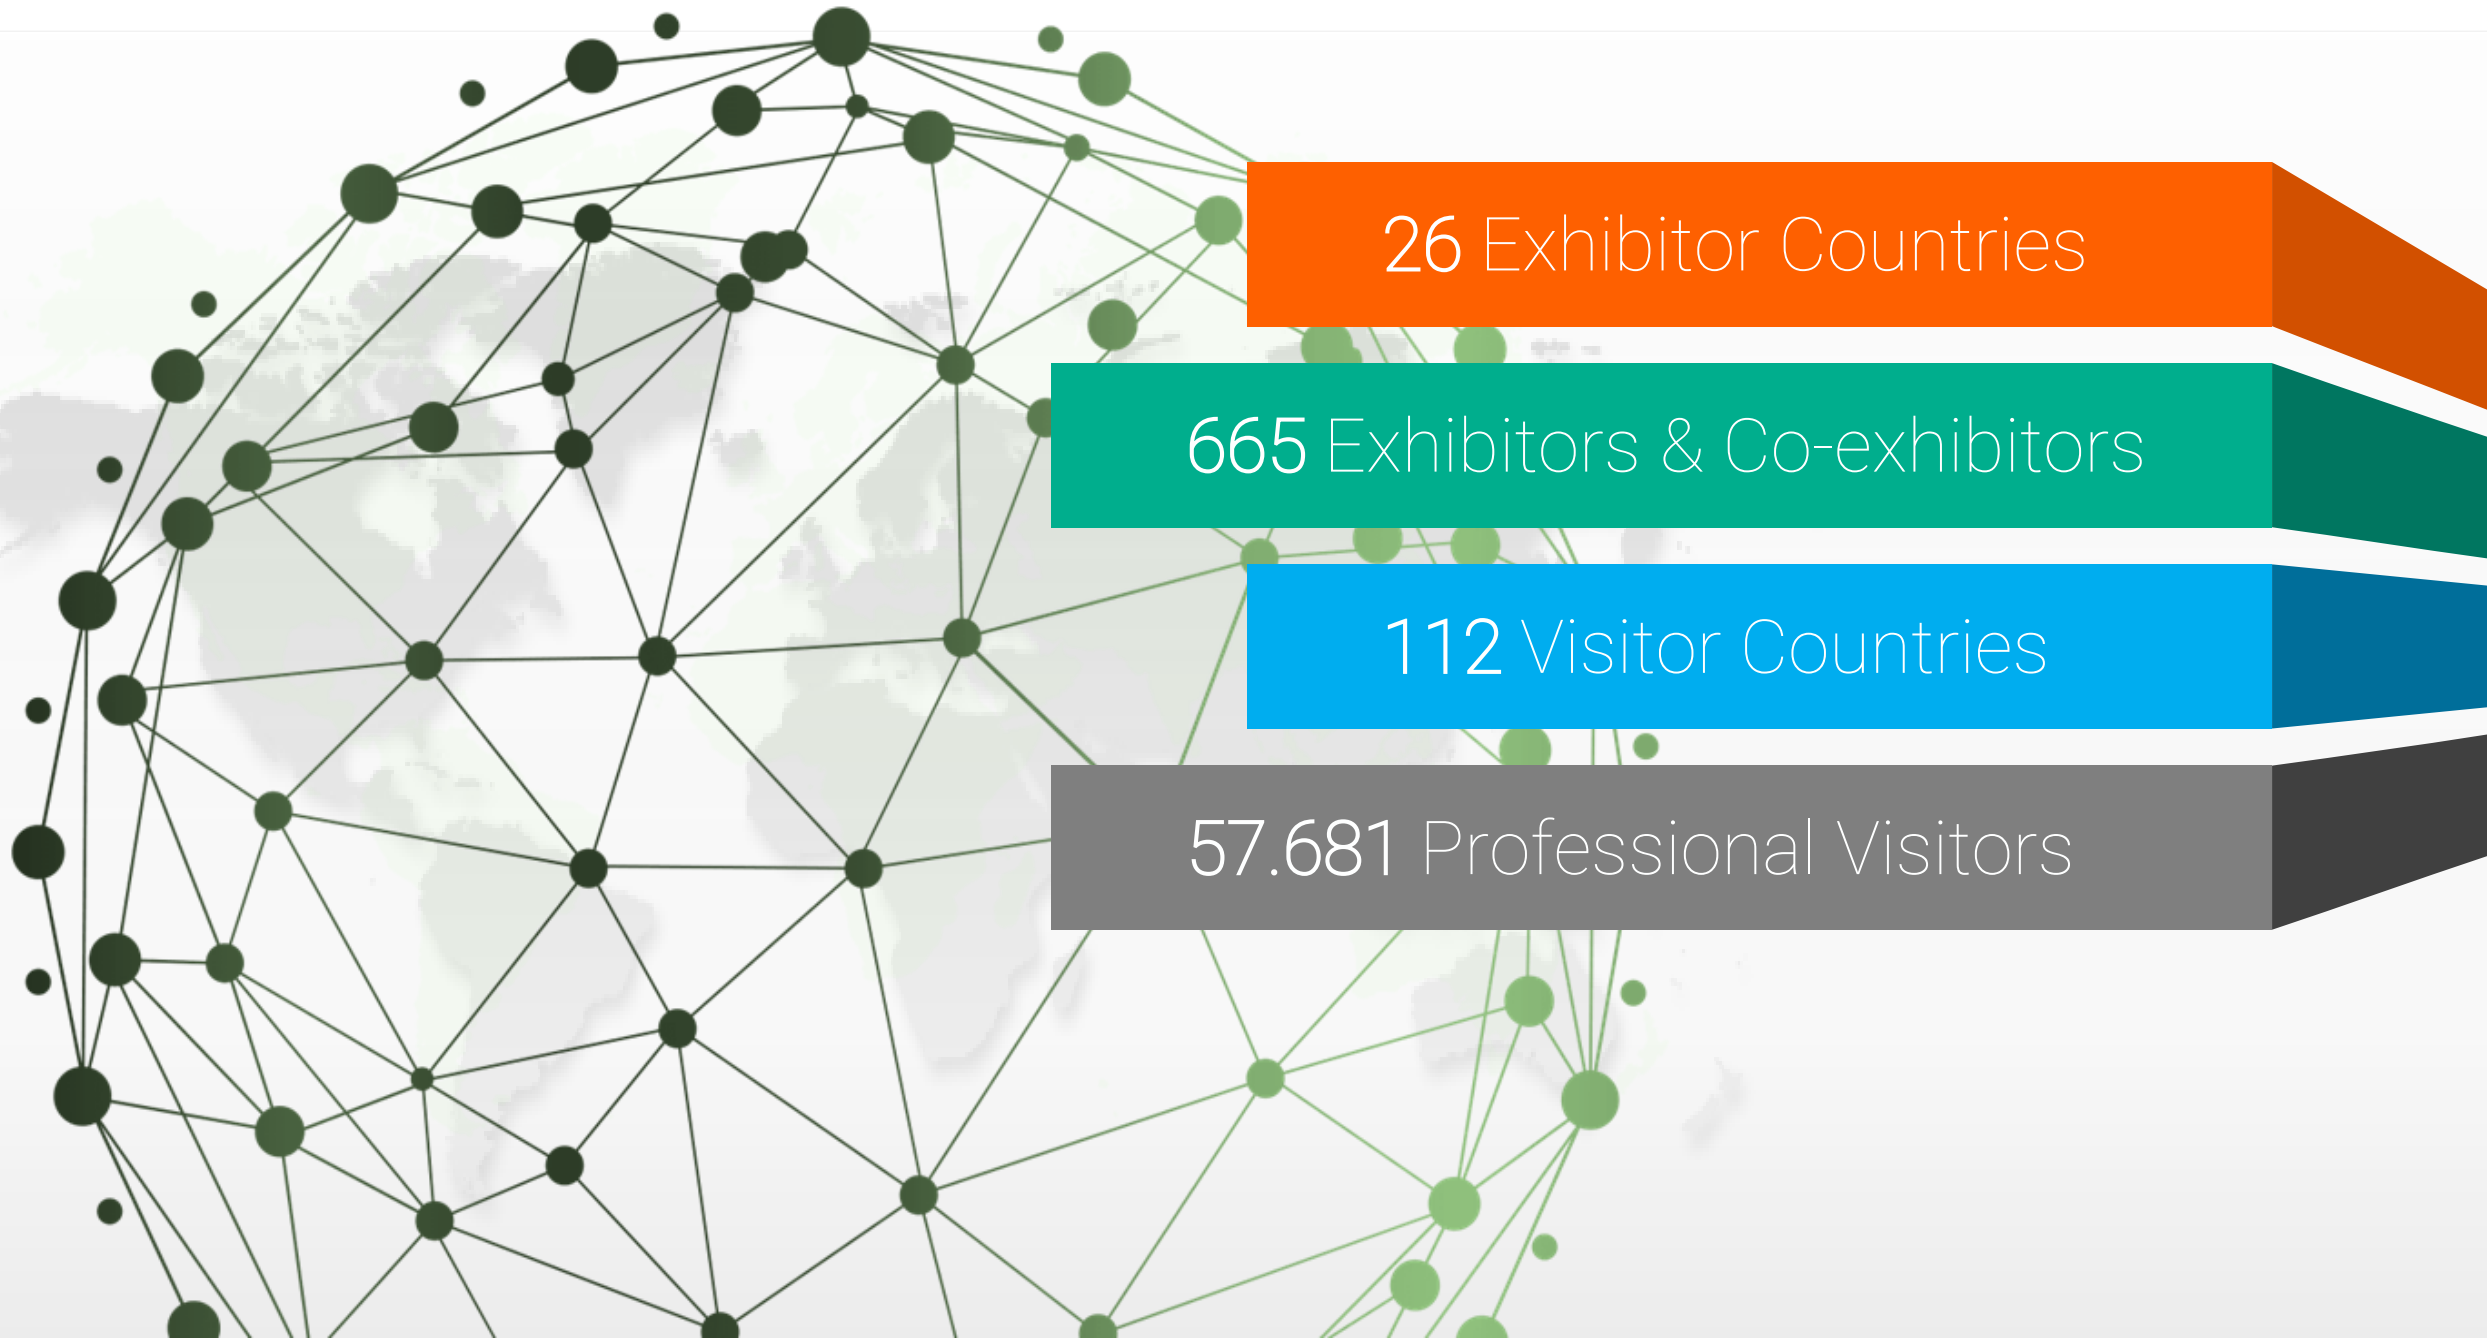 26 Exhibitor Countries
665 Exhibitors & Co-exhibitors
112 Visitor Countries
57.681 Professional Visitors